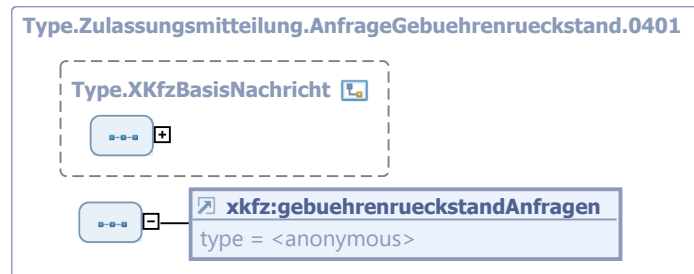 Type.Zulassungsmitteilung.AnfrageGebuehrenrueckstand.0401
Type.XKfzBasisNachricht
xkfz:gebuehrenrueckstandAnfragen
type = <anonymous>